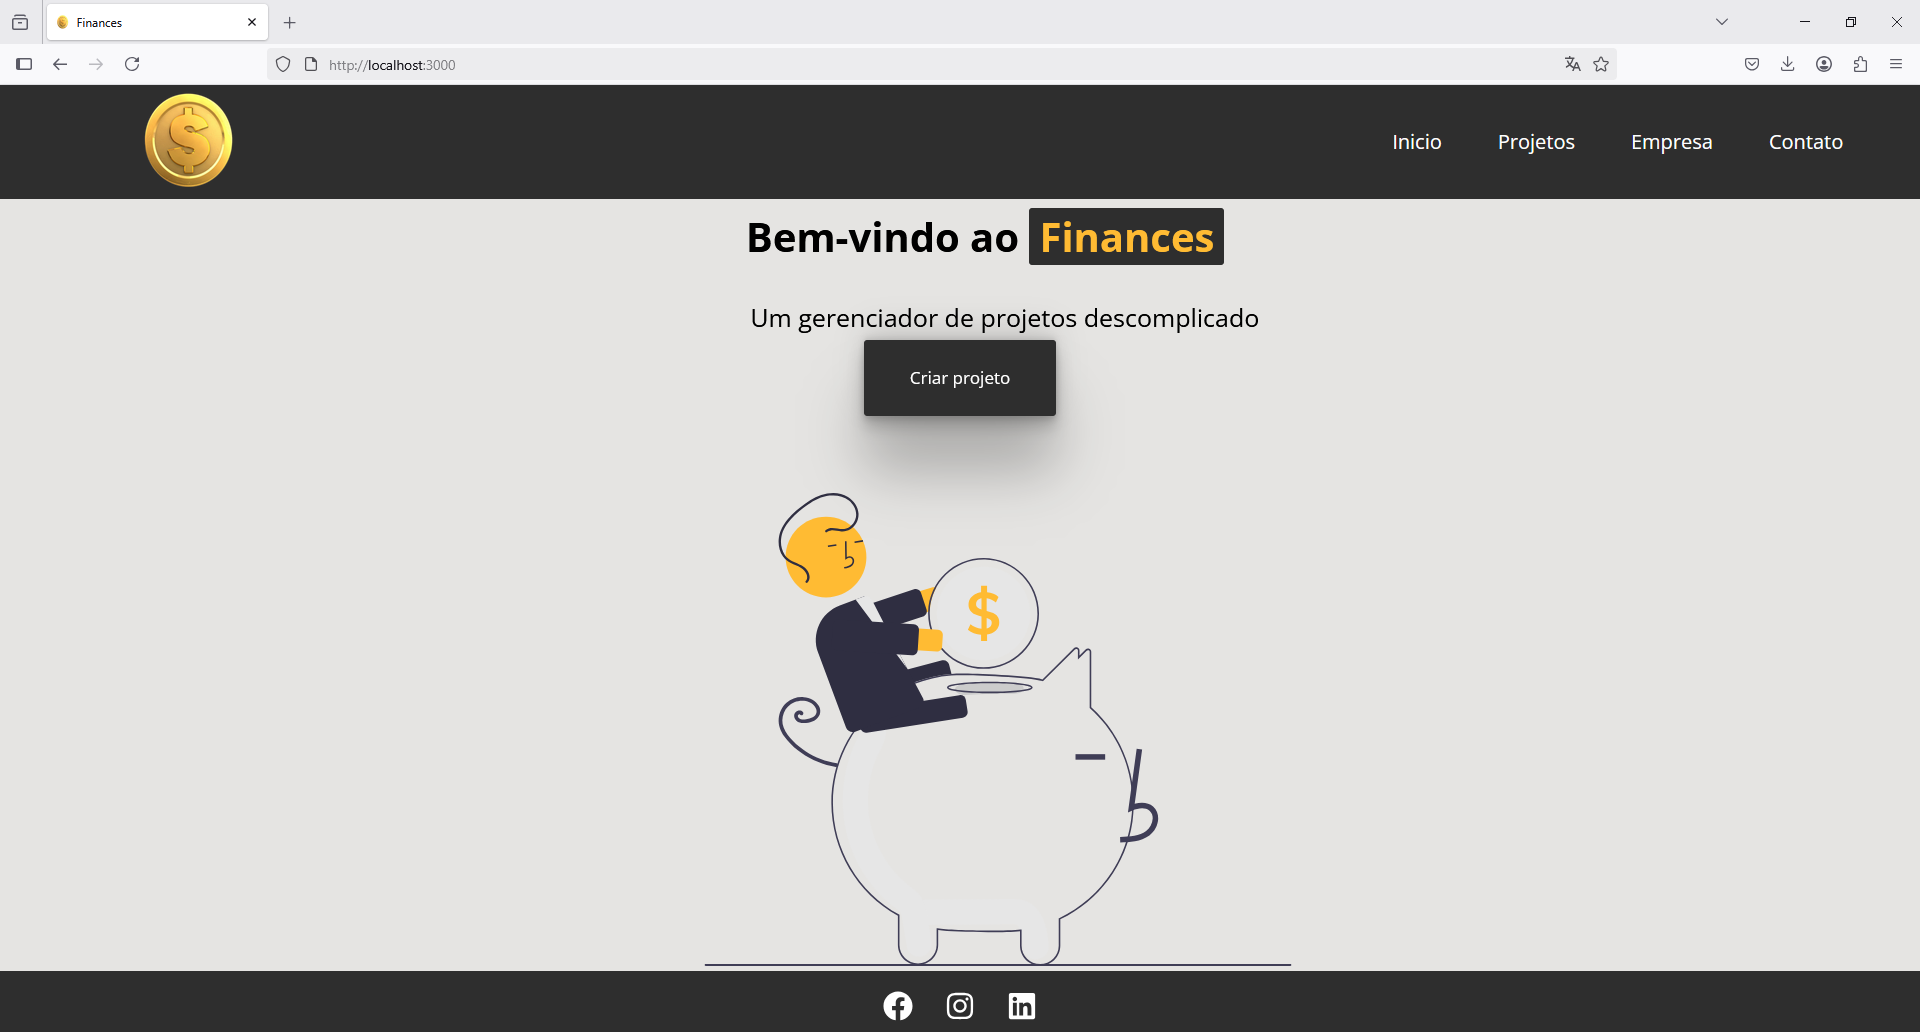 Finances
http://localhost:3000
$
Inicio Projetos Empresa Contato
Bem-vindo ao Finances
Um gerenciador de projetos descomplicado
Criar projeto
$
in